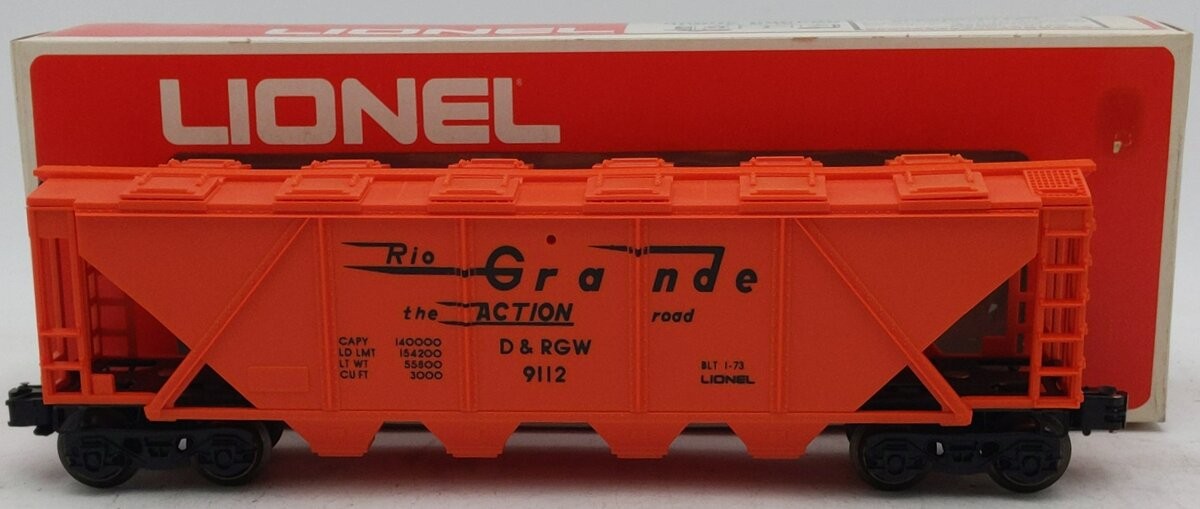 LIONEL
LIONEL
Rio Grande
the ACTION road
CAPY 140000
LD LMT 154200
LT WT 55800
CU FT 3000
D & RGW
9112
BLT 1-73
LIONEL